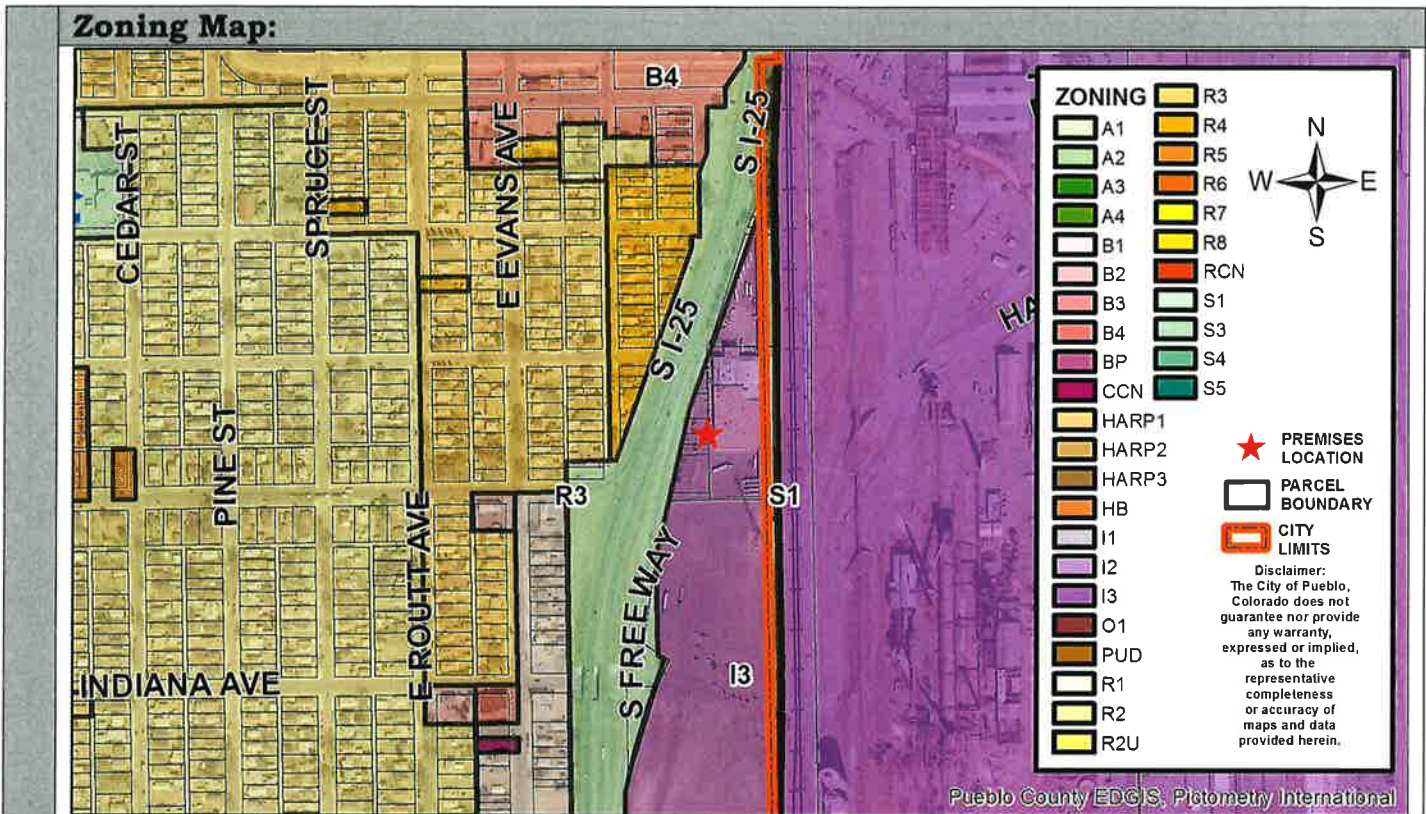 Zoning Map:
B4
S I-25
CEDAR ST
SPRUCE ST
E EVANS AVE
S I-25
PINE ST
R3
S1
E ROUTT AVE
S FREEWAY
INDIANA AVE
I3
HA
ZONING
A1
A2
A3
A4
B1
B2
B3
B4
BP
CCN
HARP1
HARP2
HARP3
HB
I1
I2
I3
O1
PUD
R1
R2
R2U
R3
R4
R5
R6
R7
R8
RCN
S1
S3
S4
S5
N
W E
S
PREMISES
LOCATION
PARCEL
BOUNDARY
CITY
LIMITS
Disclaimer:
The City of Pueblo,
Colorado does not
guarantee nor provide
any warranty,
expressed or implied,
as to the
representative
completeness
or accuracy of
maps and data
provided herein.
Pueblo County EDGIS, Pictometry International